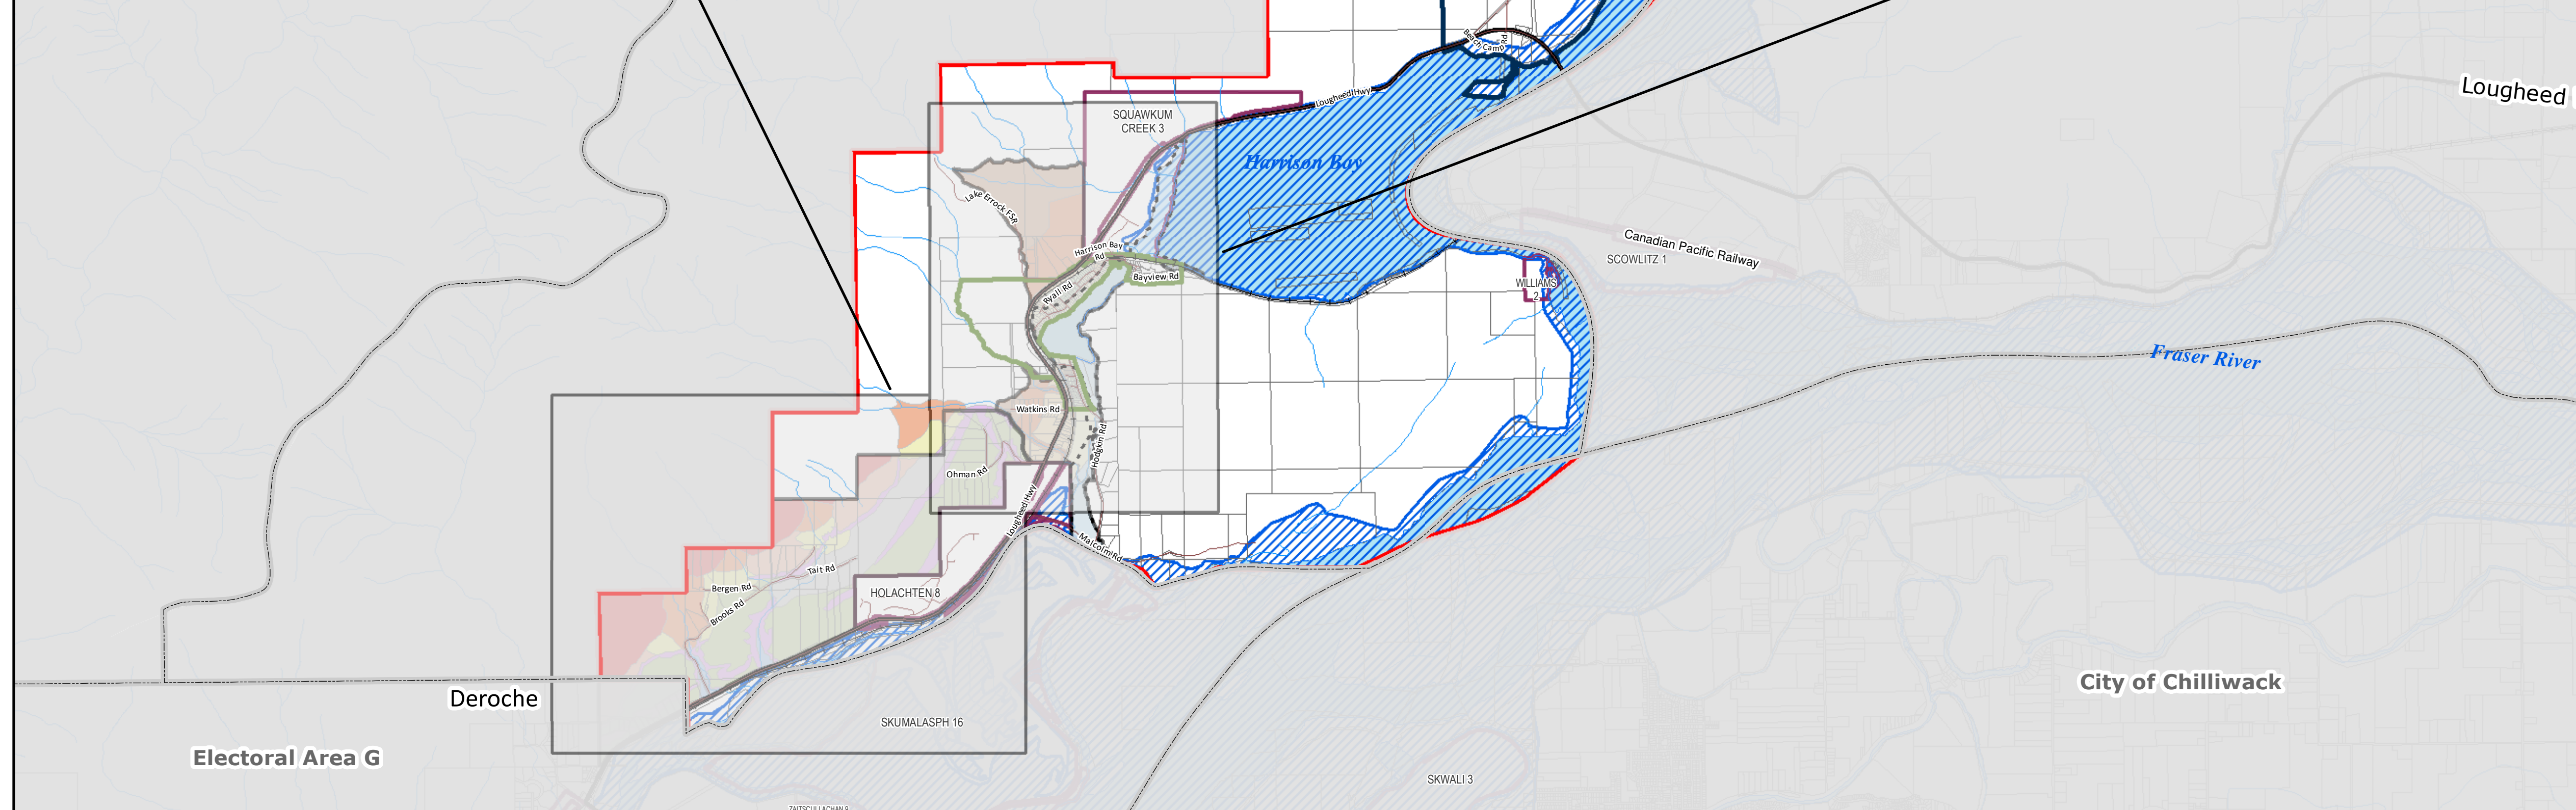 Beach Camp Rd
Lougheed
Lougheed Hwy
SQUAWKUM
CREEK 3
Harrison Bay
Lake Errock FSR
Canadian Pacific Railway
Harrison Bay
Rd
SCOWLITZ 1
Bayview Rd
WILLIAMS
2
Ryall Rd
Fraser River
Watkins Rd
Hodgkin Rd
Ohman Rd
Lougheed Hwy
Malcolm Rd
Tait Rd
Bergen Rd
HOLACHTEN 8
Brooks Rd
City of Chilliwack
Deroche
SKUMALASPH 16
Electoral Area G
SKWALI 3